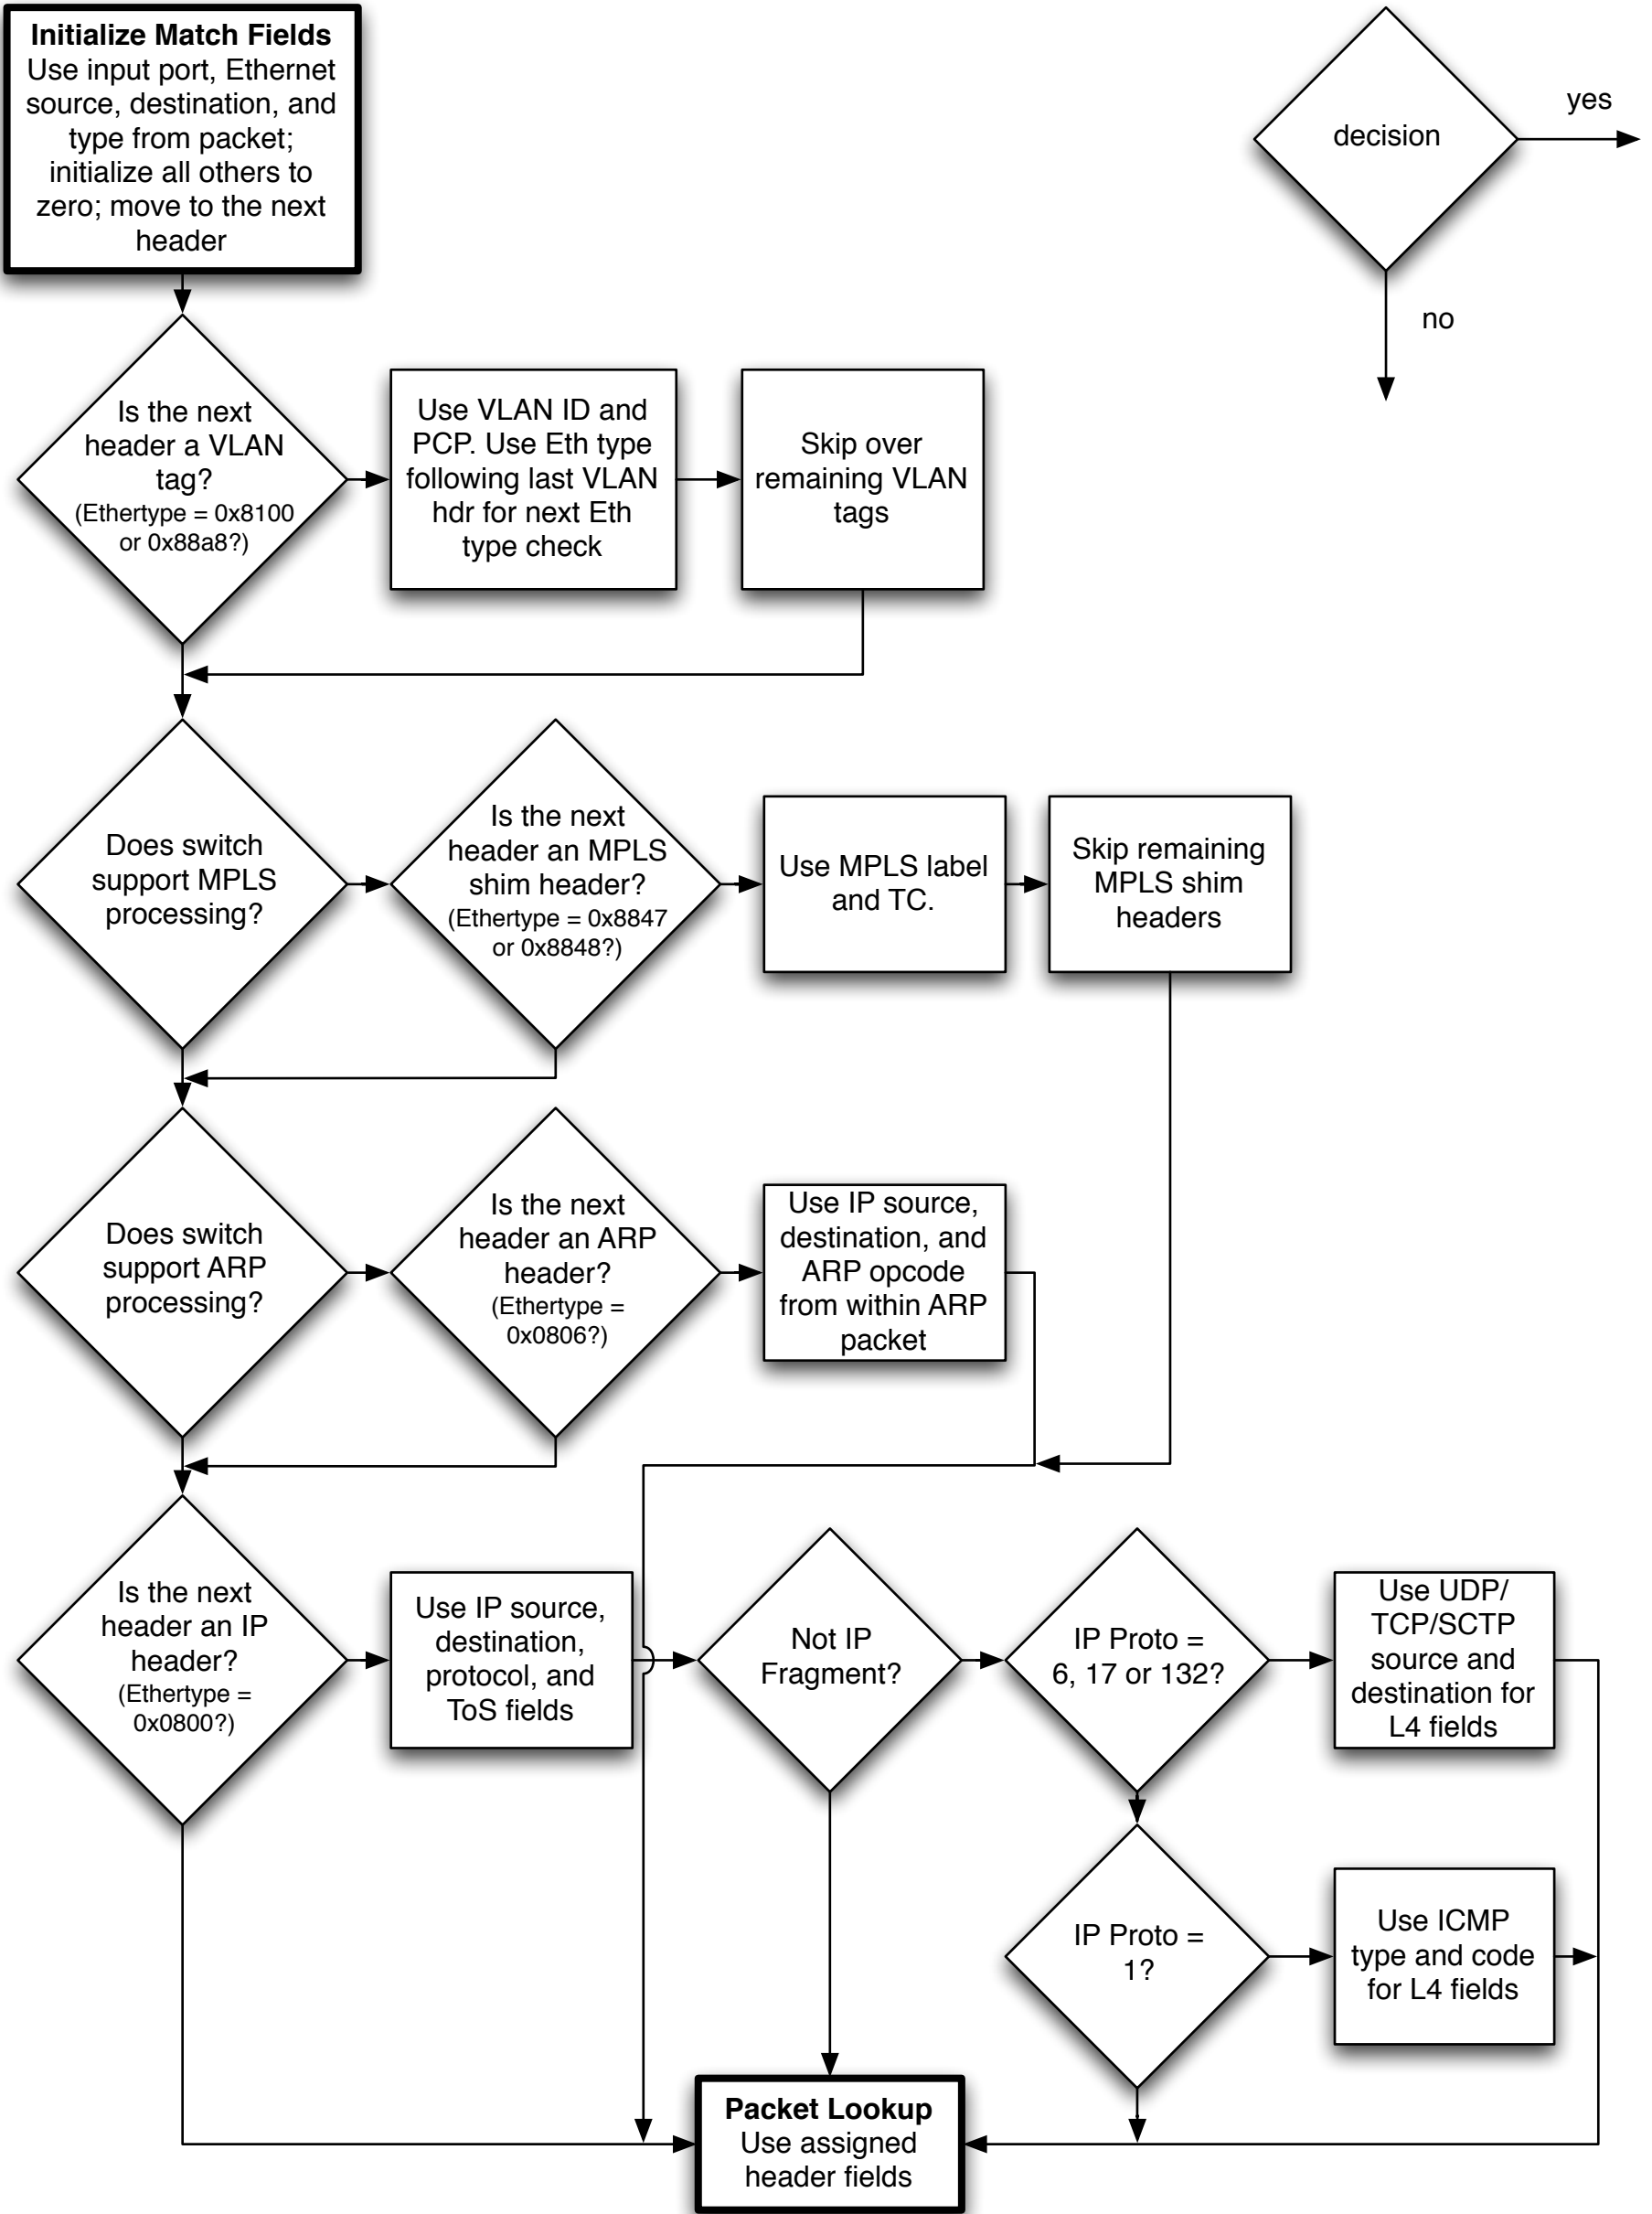 Initialize Match Fields
Use input port, Ethernet
source, destination, and
type from packet;
initialize all others to
zero; move to the next
header
decision
yes
no
Is the next
header a VLAN
tag?
(Ethertype = 0x8100
or 0x88a8?)
Use VLAN ID and
PCP. Use Eth type
following last VLAN
hdr for next Eth
type check
Skip over
remaining VLAN
tags
Does switch
support MPLS
processing?
Is the next
header an MPLS
shim header?
(Ethertype = 0x8847
or 0x8848?)
Use MPLS label
and TC.
Skip remaining
MPLS shim
headers
Does switch
support ARP
processing?
Is the next
header an ARP
header?
(Ethertype =
0x0806?)
Use IP source,
destination, and
ARP opcode
from within ARP
packet
Is the next
header an IP
header?
(Ethertype =
0x0800?)
Use IP source,
destination,
protocol, and
ToS fields
Not IP
Fragment?
IP Proto =
6, 17 or 132?
Use UDP/
TCP/SCTP
source and
destination for
L4 fields
IP Proto =
1?
Use ICMP
type and code
for L4 fields
Packet Lookup
Use assigned
header fields